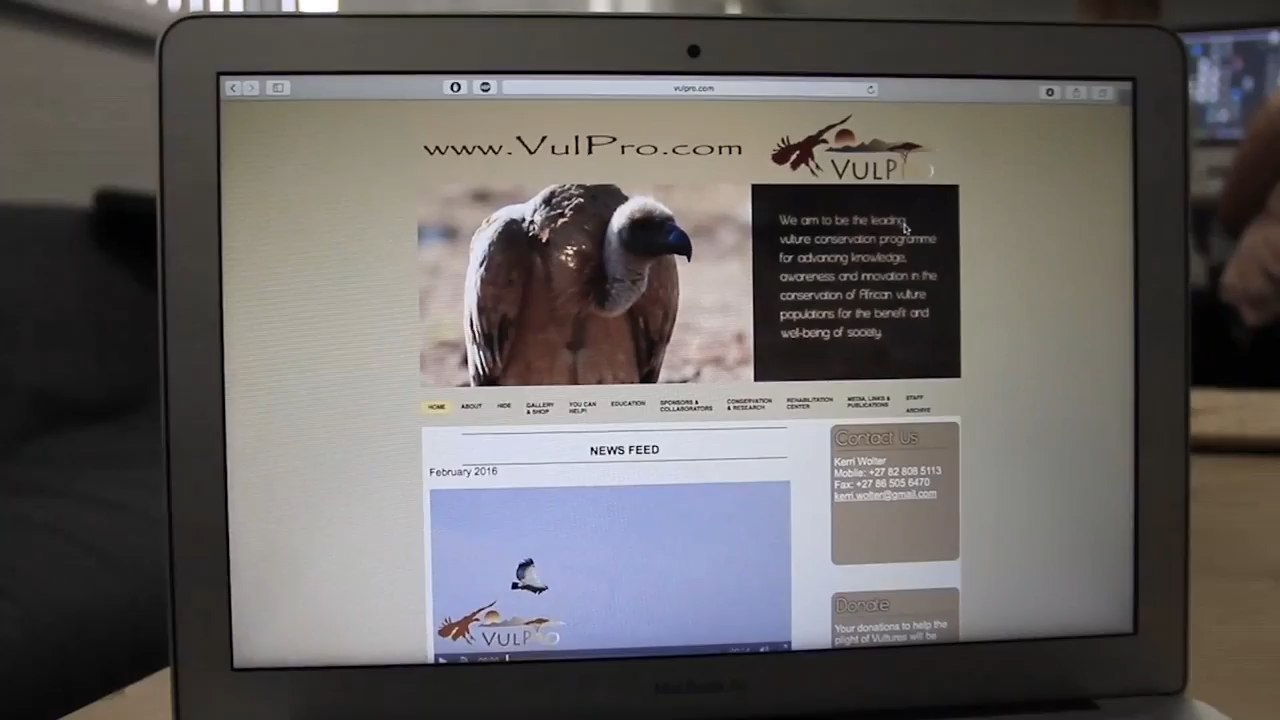 vulpro.com
www.VulPro.com
VULPRO
We aim to be the leading
vulture conservation programme
for advancing knowledge,
awareness and innovation in the
conservation of African vulture
populations for the benefit and
well-being of society.
HOME
ABOUT
HIDE
GALLERY
& SHOP
YOU CAN
HELP!
EDUCATION
SPONSORS &
COLLABORATORS
CONSERVATION
& RESEARCH
REHABILITATION
CENTER
MEDIA, LINKS &
PUBLICATIONS
STAFF
ARCHIVE
NEWS FEED
February 2016
VULPRO
Contact Us
Kerri Wolter
Mobile: +27 82 808 5113
Fax: +27 86 505 6470
kerri.wolter@gmail.com
Donate
Your donations to help the
plight of Vultures will be